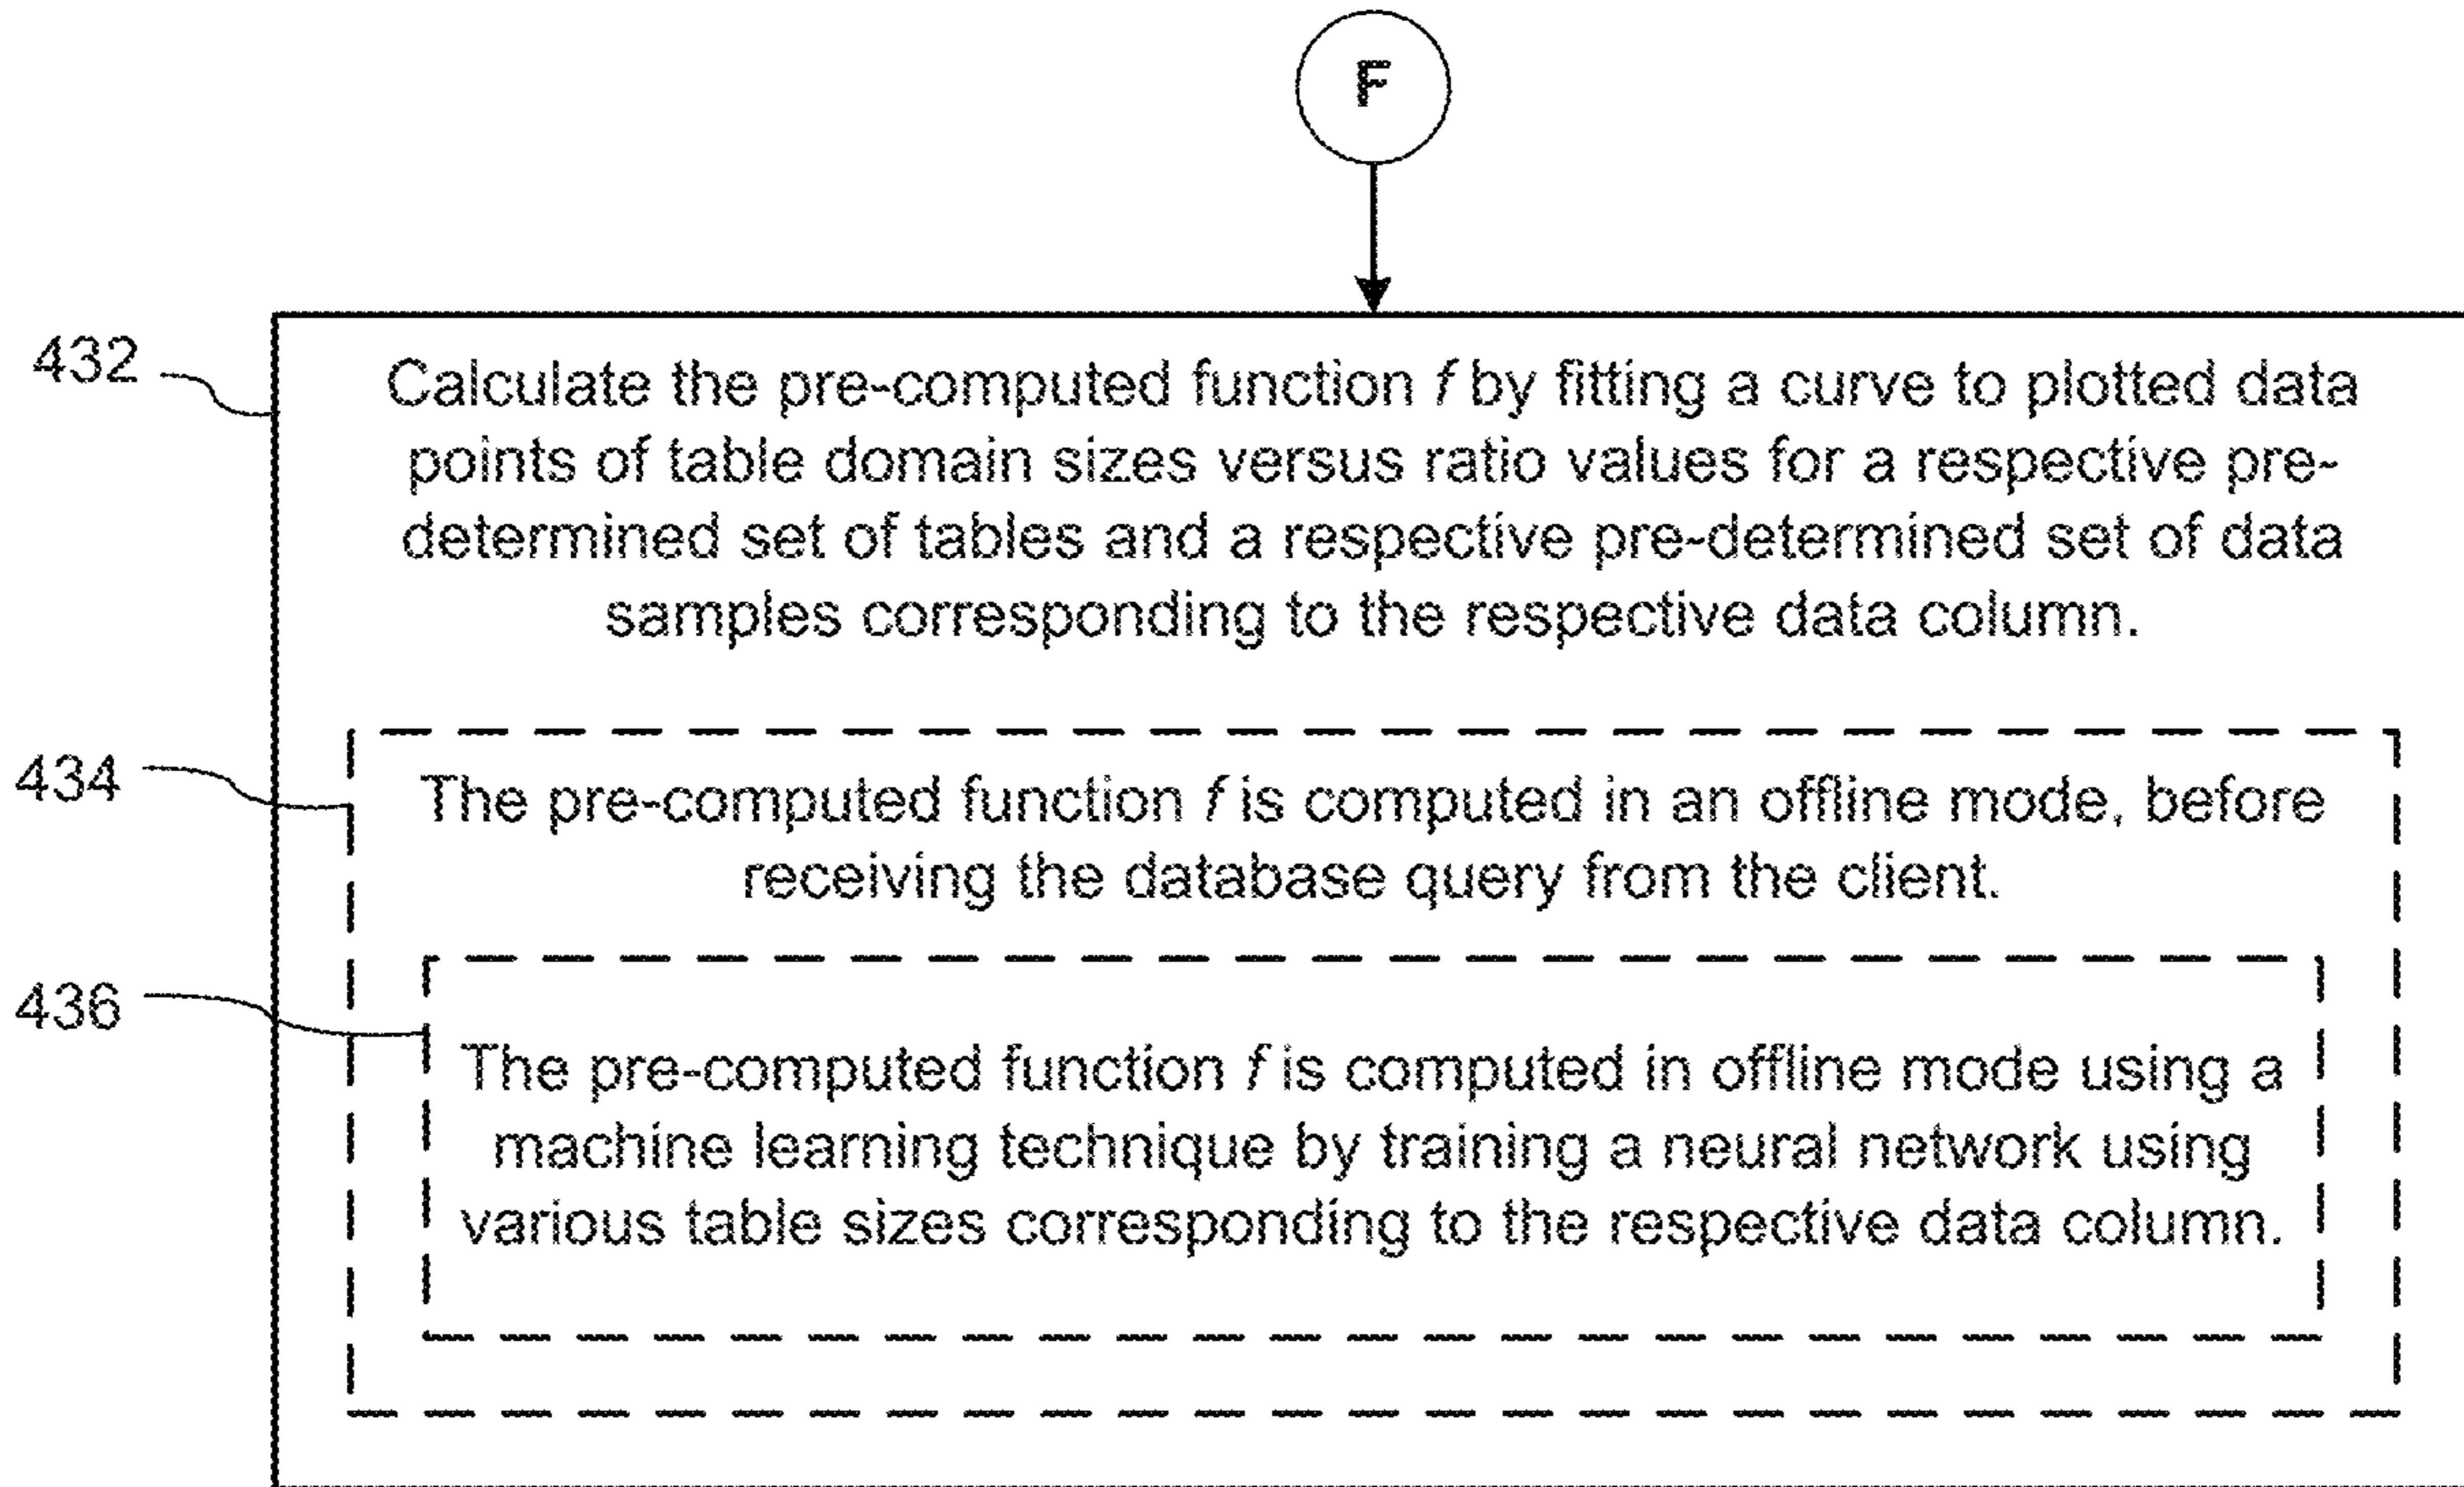 F
432
Calculate the pre-computed function f by fitting a curve to plotted data
points of table domain sizes versus ratio values for a respective pre-
determined set of tables and a respective pre-determined set of data
samples corresponding to the respective data column.
434
The pre-computed function f is computed in an offline mode, before
receiving the database query from the client.
436
The pre-computed function f is computed in offline mode using a
machine learning technique by training a neural network using
various table sizes corresponding to the respective data column.